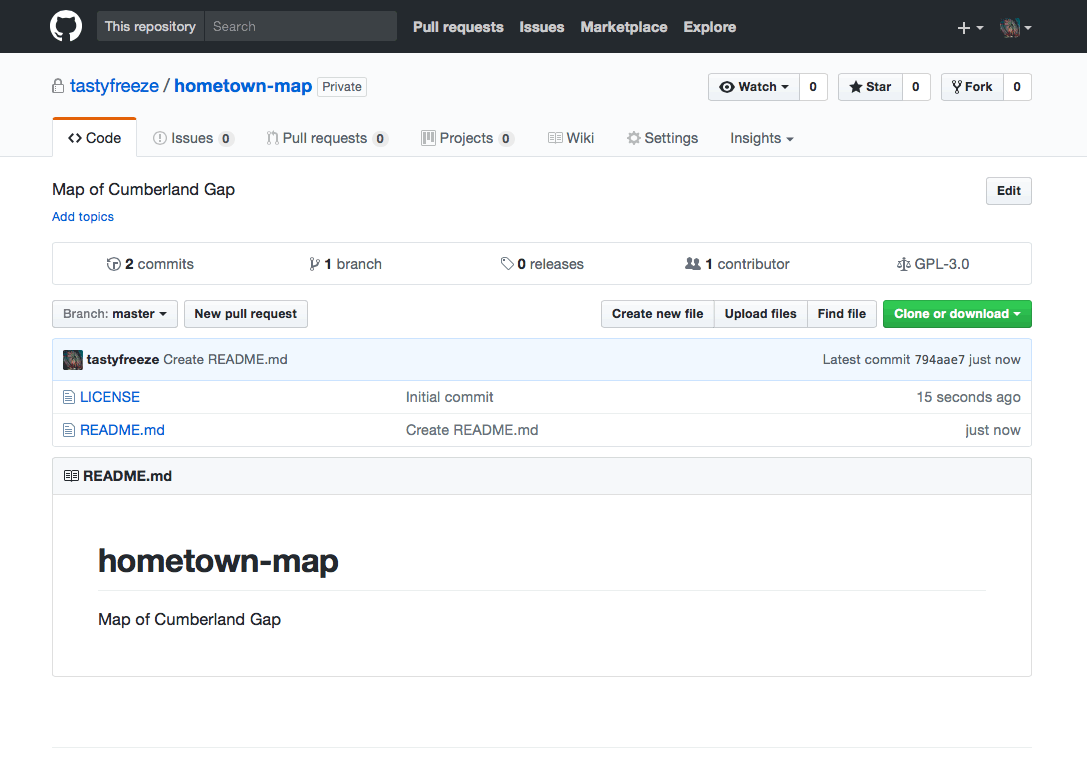 This repository Search Pull requests Issues Marketplace Explore
tastyfreeze / hometown-map Private Watch 0 Star 0 Fork 0
Code Issues 0 Pull requests 0 Projects 0 Wiki Settings Insights
Map of Cumberland Gap Edit
Add topics
2 commits 1 branch 0 releases 1 contributor GPL-3.0
Branch: master New pull request Create new file Upload files Find file Clone or download
tastyfreeze Create README.md Latest commit 794aae7 just now
LICENSE Initial commit 15 seconds ago
README.md Create README.md just now
README.md
hometown-map
Map of Cumberland Gap